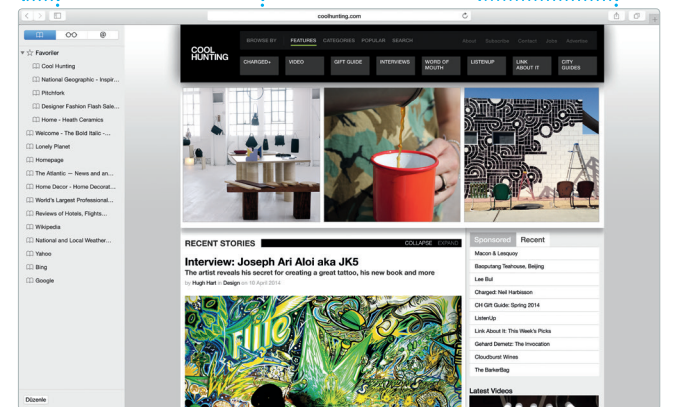 coolhunting.com
Favoriler
Cool Hunting
National Geographic - Inspir...
Pitchfork
Designer Fashion Flash Sale...
Home - Heath Ceramics
Welcome - The Bold Italic -...
Lonely Planet
Homepage
The Atlantic — News and an...
Home Decor - Home Decorat...
World's Largest Professional...
Reviews of Hotels, Flights...
Wikipedia
National and Local Weather...
Yahoo
Bing
Google
Düzenle
COOL
HUNTING
BROWSE BY FEATURES CATEGORIES POPULAR SEARCH
About Subscribe Contact Jobs Advertise
CHARGED+ VIDEO GIFT GUIDE INTERVIEWS WORD OF MOUTH LISTENUP LINK ABOUT IT CITY GUIDES
RECENT STORIES COLLAPSE EXPAND
Interview: Joseph Ari Aloi aka JK5
The artist reveals his secret for creating a great tattoo, his new book and more
by Hugh Hart in Design on 16 April 2014
Sponsored Recent
Macon & Lesquoy
Baoputang Teahouse, Beijing
Lee Bul
Charged: Neil Harbisson
CH Gift Guide: Spring 2014
ListenUp
Link About It: This Week's Picks
Gehard Demetz: The Invocation
Cloudburst Wines
The BarkerBag
Latest Videos